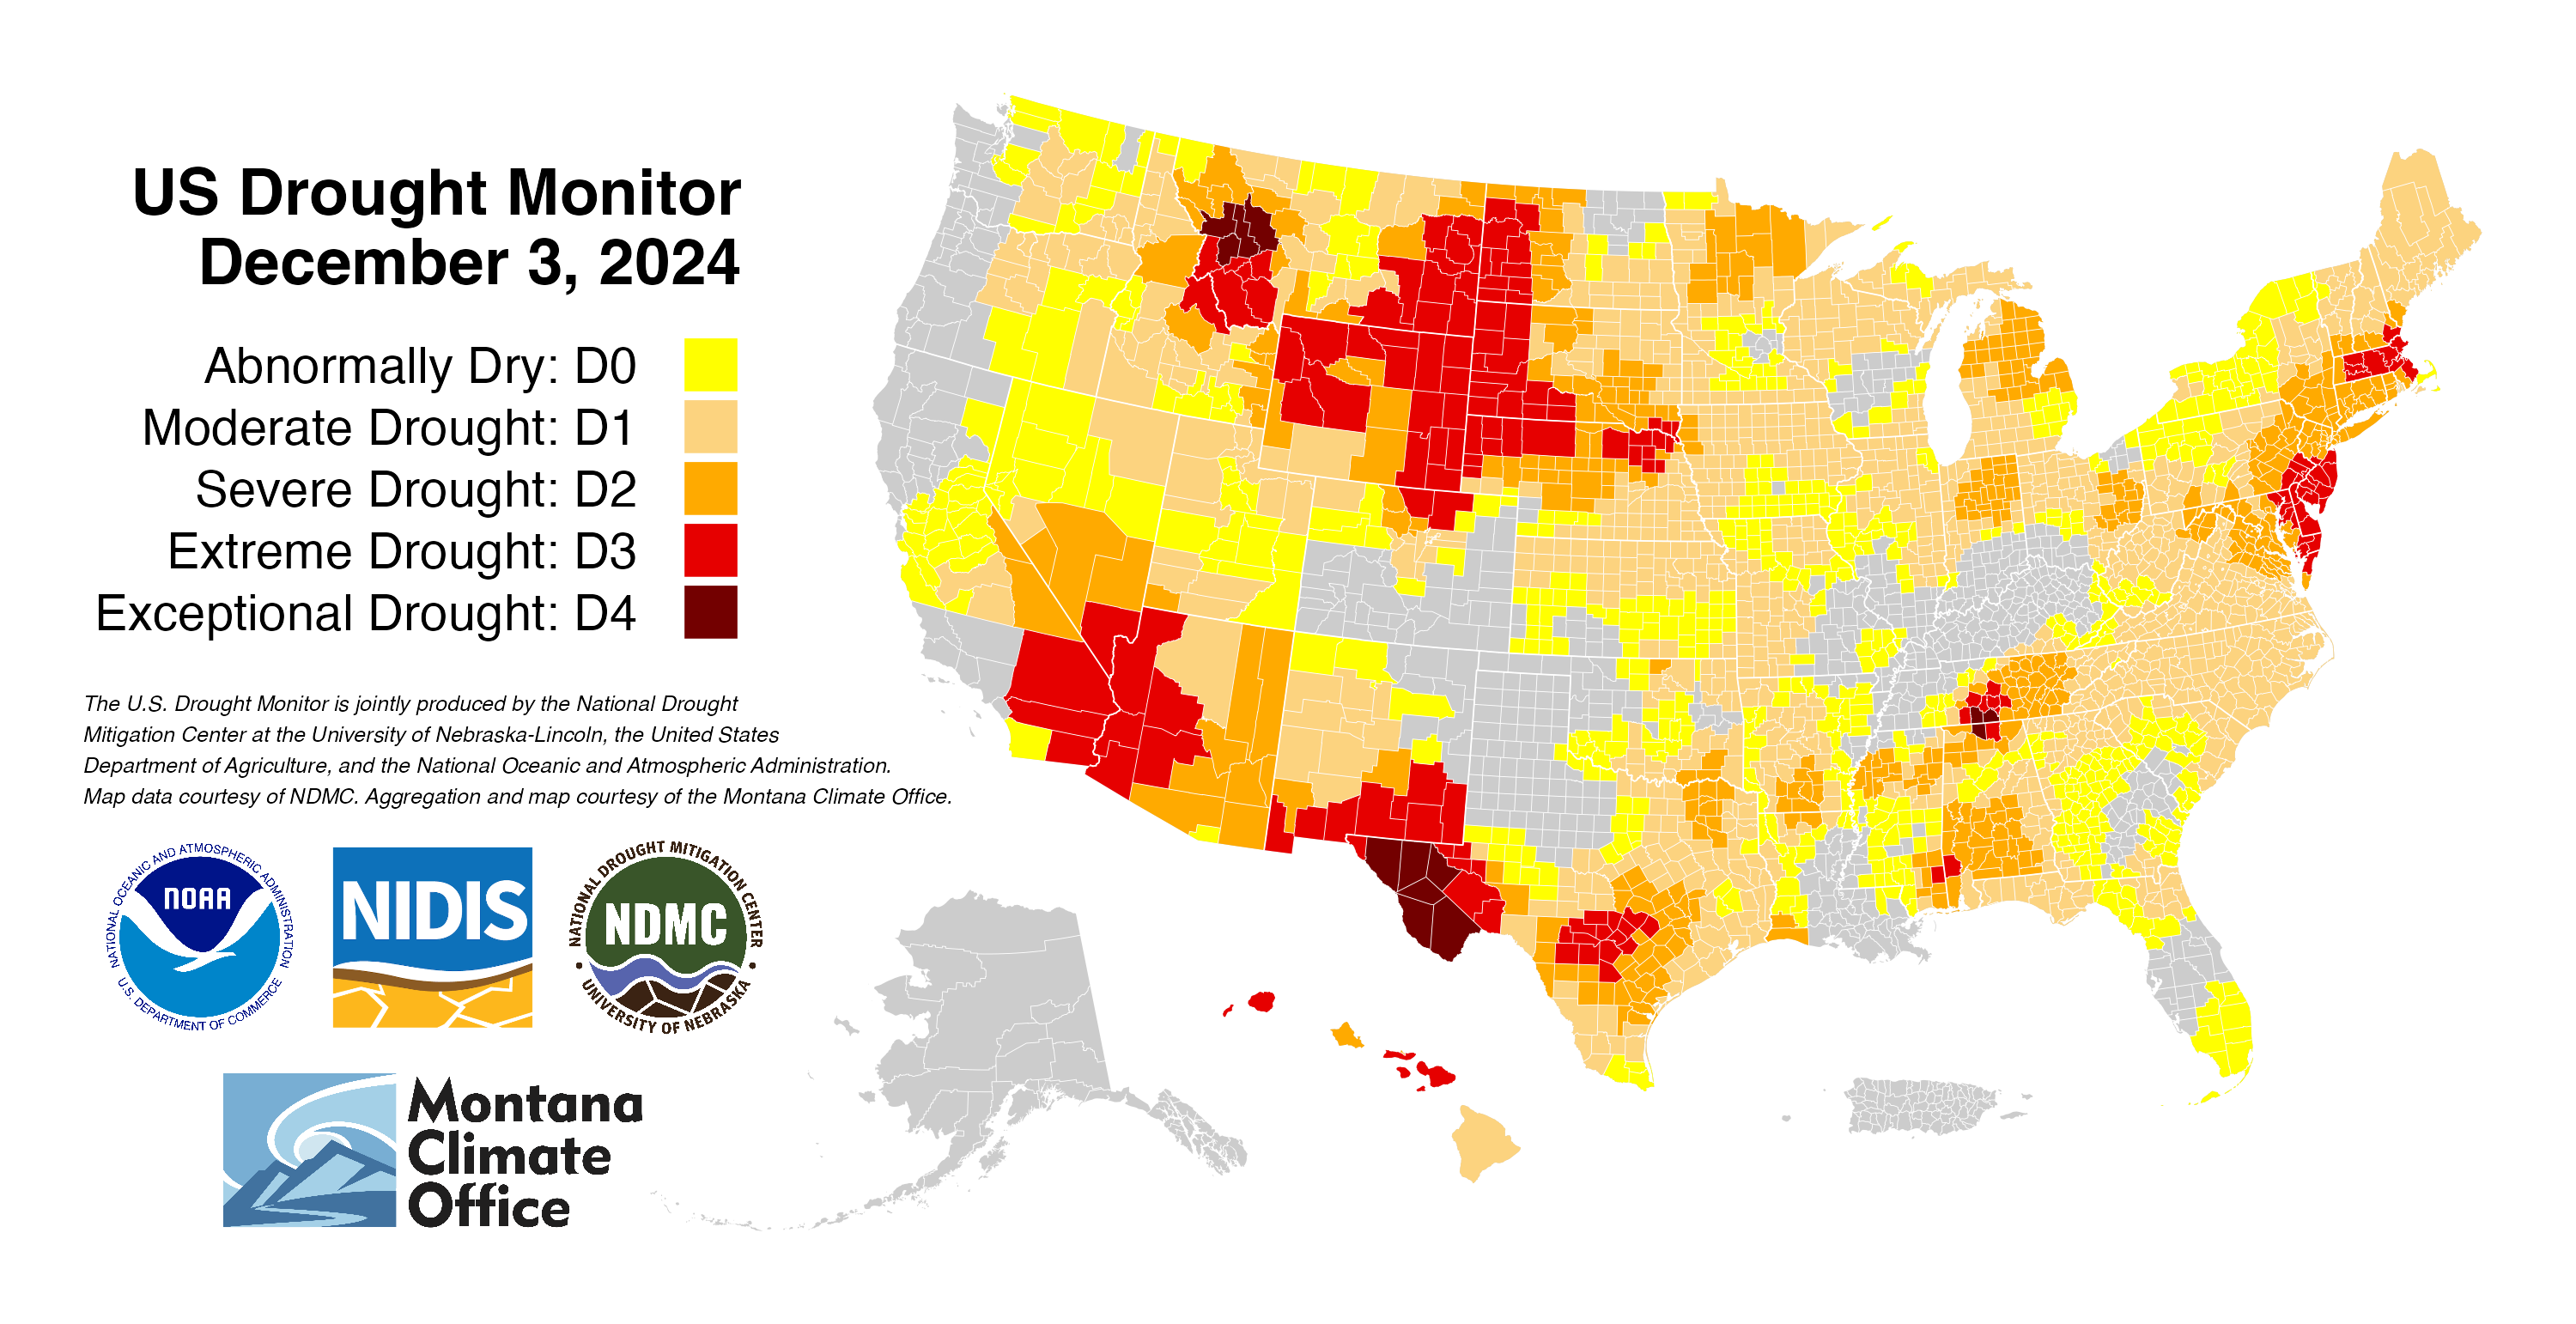 US Drought Monitor
December 3, 2024
Abnormally Dry: D0
Moderate Drought: D1
Severe Drought: D2
Extreme Drought: D3
Exceptional Drought: D4
The U.S. Drought Monitor is jointly produced by the National Drought
Mitigation Center at the University of Nebraska-Lincoln, the United States
Department of Agriculture, and the National Oceanic and Atmospheric Administration.
Map data courtesy of NDMC. Aggregation and map courtesy of the Montana Climate Office.
NATIONAL OCEANIC AND ATMOSPHERIC ADMINISTRATION
NOAA
U.S. DEPARTMENT OF COMMERCE
NIDIS
NATIONAL DROUGHT MITIGATION CENTER
NDMC
UNIVERSITY OF NEBRASKA
Montana
Climate
Office